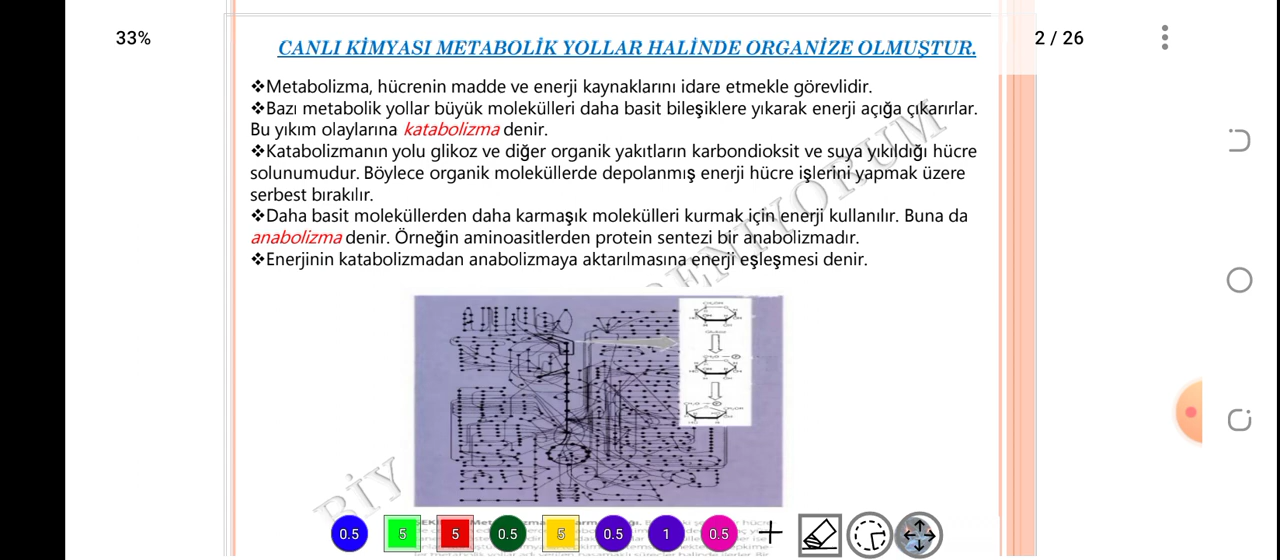 33%
2 / 26
CANLI KİMYASI METABOLİK YOLLAR HALİNDE ORGANİZE OLMUŞTUR.
❖Metabolizma, hücrenin madde ve enerji kaynaklarını idare etmekle görevlidir.
❖Bazı metabolik yollar büyük molekülleri daha basit bileşiklere yıkarak enerji açığa çıkarırlar.
Bu yıkım olaylarına katabolizma denir.
❖Katabolizmanın yolu glikoz ve diğer organik yakıtların karbondioksit ve suya yıkıldığı hücre
solunumudur. Böylece organik moleküllerde depolanmış enerji hücre işlerini yapmak üzere
serbest bırakılır.
❖Daha basit moleküllerden daha karmaşık molekülleri kurmak için enerji kullanılır. Buna da
anabolizma denir. Örneğin aminoasitlerden protein sentezi bir anabolizmadır.
❖Enerjinin katabolizmadan anabolizmaya aktarılmasına enerji eşleşmesi denir.
BİY
0.5 5 5 0.5 5 0.5 1 0.5